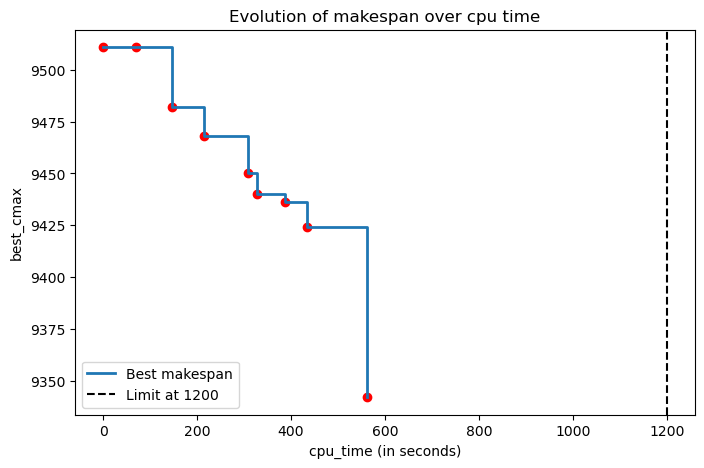 Evolution of makespan over cpu time
best_cmax
9500
9475
9450
9425
9400
9375
9350
Best makespan
Limit at 1200
0
200
400
600
800
1000
1200
cpu_time (in seconds)